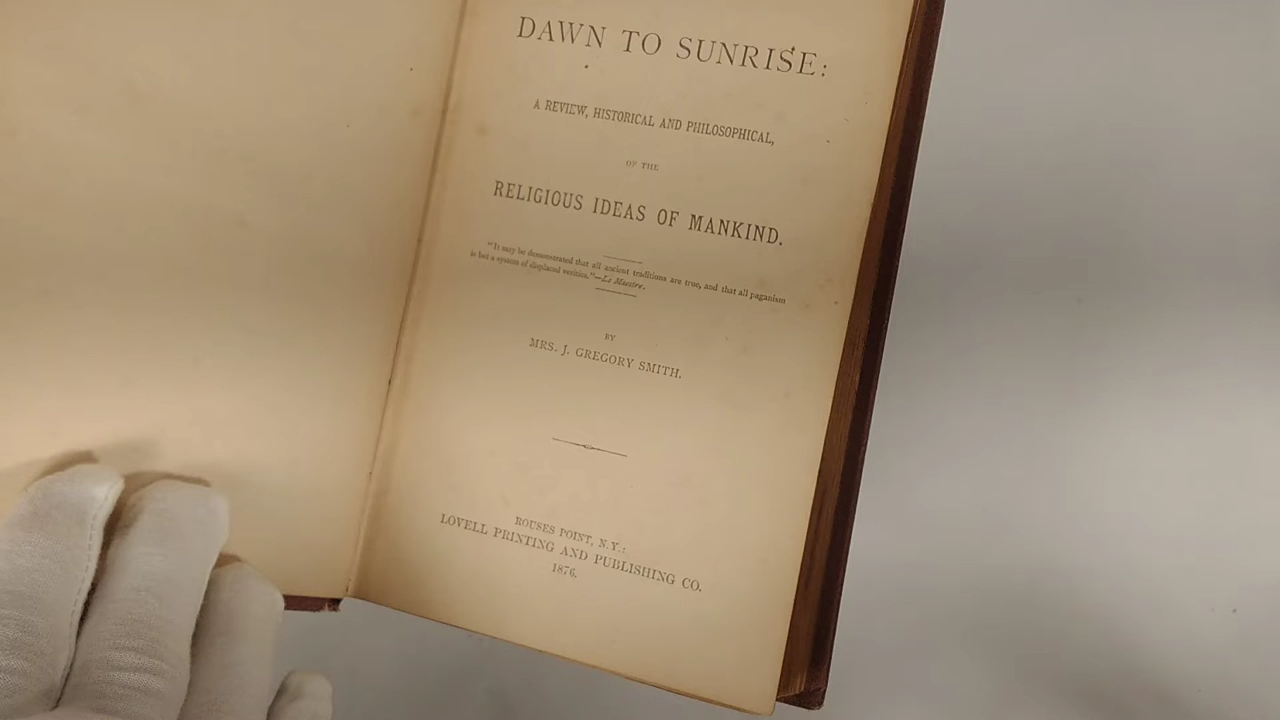 DAWN TO SUNRISE:
A REVIEW, HISTORICAL AND PHILOSOPHICAL,
OF THE
RELIGIOUS IDEAS OF MANKIND.
"It may be demonstrated that all ancient traditions are true, and that all paganism
is but a system of displaced verities."—Le Maestre.
BY
MRS. J. GREGORY SMITH.
ROUSES POINT, N.Y.:
LOVELL PRINTING AND PUBLISHING CO.
1876.